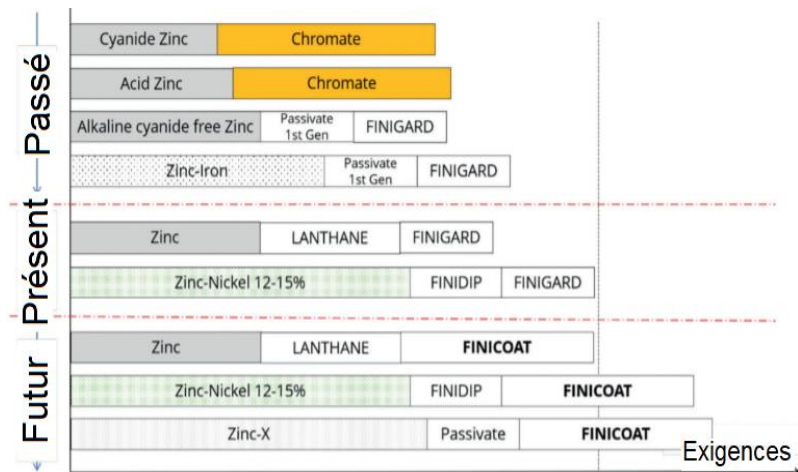 Passé
Cyanide Zinc Chromate
Acid Zinc Chromate
Alkaline cyanide free Zinc Passivate 1st Gen FINIGARD
Zinc-Iron Passivate 1st Gen FINIGARD
Présent
Zinc LANTHANE FINIGARD
Zinc-Nickel 12-15% FINIDIP FINIGARD
Futur
Zinc LANTHANE FINICOAT
Zinc-Nickel 12-15% FINIDIP FINICOAT
Zinc-X Passivate FINICOAT
Exigences